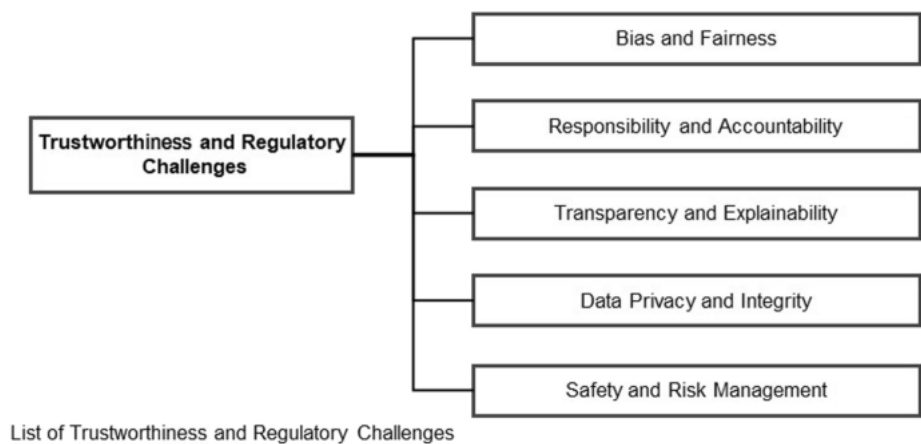 Bias and Fairness
Trustworthiness and Regulatory
Challenges
Responsibility and Accountability
Transparency and Explainability
Data Privacy and Integrity
Safety and Risk Management
List of Trustworthiness and Regulatory Challenges